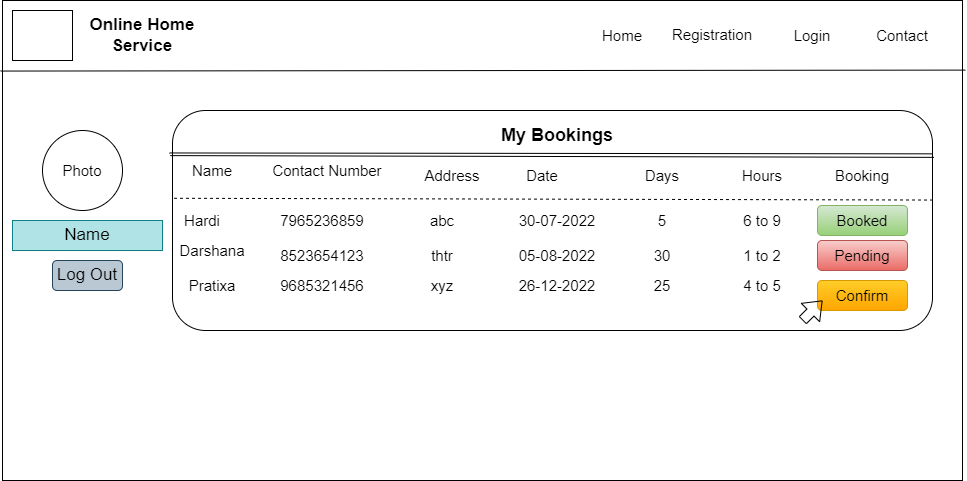 Online Home
Service
Home Registration Login Contact
Photo
Name
Log Out
My Bookings
Name Contact Number Address Date Days Hours Booking
Hardi 7965236859 abc 30-07-2022 5 6 to 9 Booked
Darshana 8523654123 thtr 05-08-2022 30 1 to 2 Pending
Pratixa 9685321456 xyz 26-12-2022 25 4 to 5 Confirm